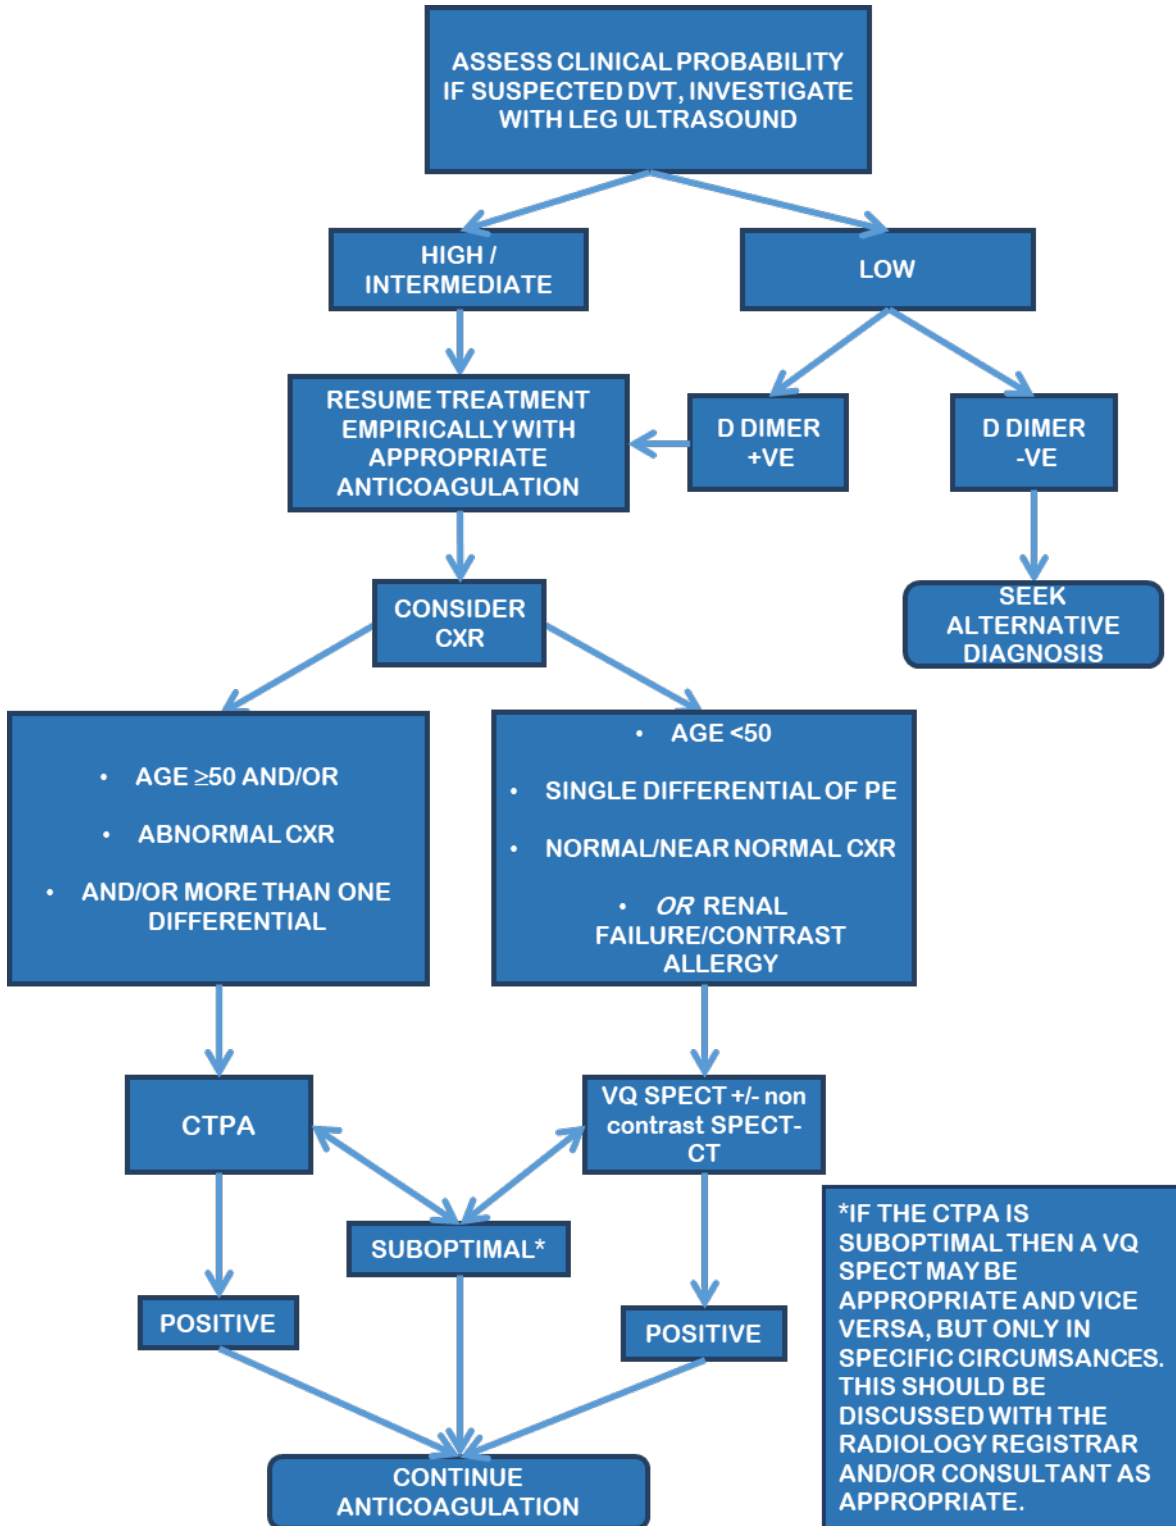 ASSESS CLINICAL PROBABILITY
IF SUSPECTED DVT, INVESTIGATE
WITH LEG ULTRASOUND
HIGH /
INTERMEDIATE
LOW
RESUME TREATMENT
EMPIRICALLY WITH
APPROPRIATE
ANTICOAGULATION
D DIMER
+VE
D DIMER
-VE
CONSIDER
CXR
SEEK
ALTERNATIVE
DIAGNOSIS
• AGE ≥50 AND/OR
• ABNORMAL CXR
• AND/OR MORE THAN ONE
DIFFERENTIAL
• AGE <50
• SINGLE DIFFERENTIAL OF PE
• NORMAL/NEAR NORMAL CXR
• OR RENAL
FAILURE/CONTRAST
ALLERGY
CTPA
VQ SPECT +/- non
contrast SPECT-
CT
SUBOPTIMAL*
POSITIVE
POSITIVE
CONTINUE
ANTICOAGULATION
*IF THE CTPA IS
SUBOPTIMAL THEN A VQ
SPECT MAY BE
APPROPRIATE AND VICE
VERSA, BUT ONLY IN
SPECIFIC CIRCUMSANCES.
THIS SHOULD BE
DISCUSSED WITH THE
RADIOLOGY REGISTRAR
AND/OR CONSULTANT AS
APPROPRIATE.